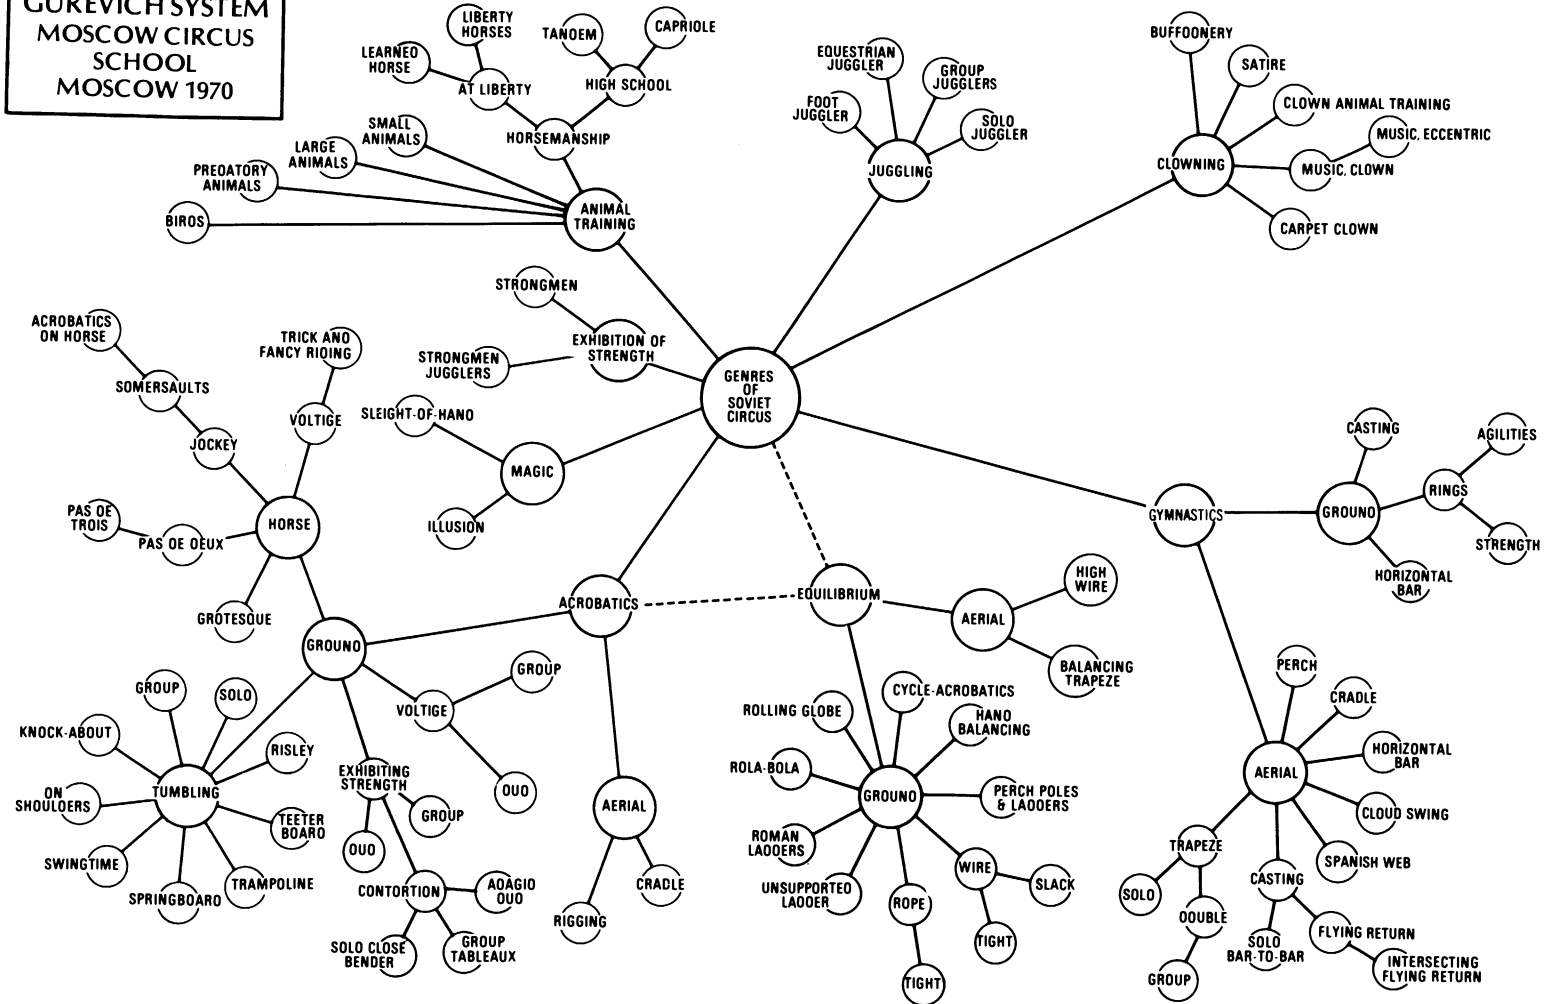 GUREVICH SYSTEM
MOSCOW CIRCUS
SCHOOL
MOSCOW 1970
LIBERTY
HORSES
TANOEM
CAPRIOLE
LEARNEO
HORSE
AT LIBERTY
HIGH SCHOOL
SMALL
ANIMALS
HORSEMANSHIP
LARGE
ANIMALS
PREOATORY
ANIMALS
BIROS
ANIMAL
TRAINING
EQUESTRIAN
JUGGLER
GROUP
JUGGLERS
FOOT
JUGGLER
SOLO
JUGGLER
JUGGLING
BUFFOONERY
SATIRE
CLOWN ANIMAL TRAINING
MUSIC, ECCENTRIC
CLOWNING
MUSIC, CLOWN
CARPET CLOWN
STRONGMEN
EXHIBITION OF
STRENGTH
STRONGMEN
JUGGLERS
GENRES
OF
SOVIET
CIRCUS
SLEIGHT-OF-HANO
MAGIC
ILLUSION
ACROBATICS
ON HORSE
TRICK ANO
FANCY RIOING
SOMERSAULTS
VOLTIGE
JOCKEY
HORSE
PAS OE
TROIS
PAS OE OEUX
GROTESQUE
CASTING
AGILITIES
RINGS
GYMNASTICS
GROUNO
STRENGTH
HORIZONTAL
BAR
ACROBATICS
EQUILIBRIUM
HIGH
WIRE
AERIAL
BALANCING
TRAPEZE
GROUNO
GROUP
SOLO
KNOCK-ABOUT
RISLEY
TUMBLING
ON
SHOULOERS
TEETER
BOARO
SWINGTIME
SPRINGBOARO
TRAMPOLINE
VOLTIGE
GROUP
OUO
EXHIBITING
STRENGTH
GROUP
OUO
CONTORTION
AOAGIO
OUO
SOLO CLOSE
BENOER
GROUP
TABLEAUX
AERIAL
CRAOLE
RIGGING
CYCLE-ACROBATICS
ROLLING GLOBE
HANO
BALANCING
ROLA-BOLA
GROUNO
PERCH POLES
& LAOOERS
ROMAN
LAOOERS
UNSUPPORTEO
LAOOER
WIRE
SLACK
ROPE
TIGHT
TIGHT
PERCH
CRAOLE
HORIZONTAL
BAR
AERIAL
CLOUO SWING
TRAPEZE
SPANISH WEB
CASTING
SOLO
OOUBLE
GROUP
SOLO
BAR-TO-BAR
FLYING RETURN
INTERSECTING
FLYING RETURN